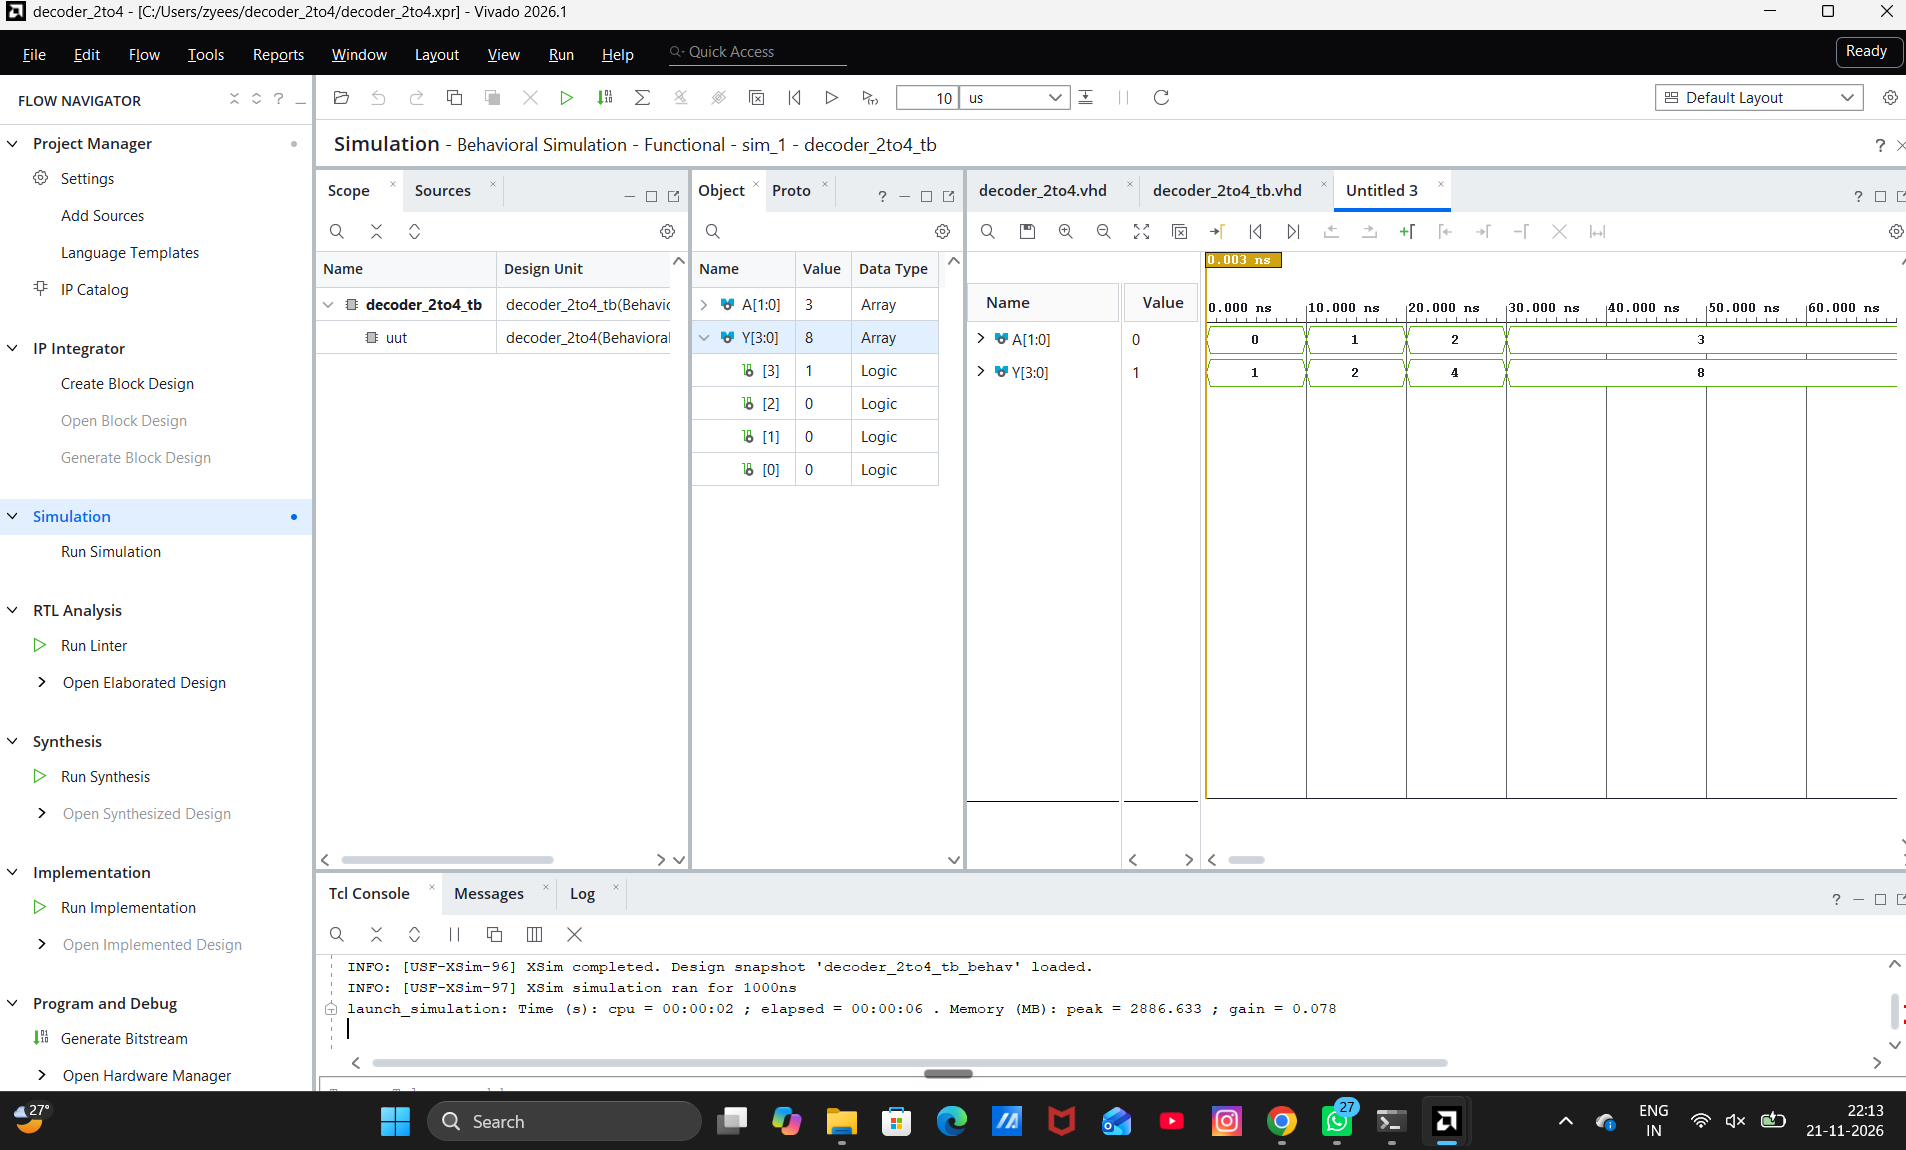 decoder_2to4 - [C:/Users/zyees/decoder_2to4/decoder_2to4.xpr] - Vivado 2026.1
File Edit Flow Tools Reports Window Layout View Run Help Quick Access Ready
FLOW NAVIGATOR ? 10 us Default Layout
Project Manager
Settings
Add Sources
Language Templates
IP Catalog
IP Integrator
Create Block Design
Open Block Design
Generate Block Design
Simulation
Run Simulation
RTL Analysis
Run Linter
Open Elaborated Design
Synthesis
Run Synthesis
Open Synthesized Design
Implementation
Run Implementation
Open Implemented Design
Program and Debug
Generate Bitstream
Open Hardware Manager
Simulation - Behavioral Simulation - Functional - sim_1 - decoder_2to4_tb ?
Scope Sources
Name Design Unit
decoder_2to4_tb decoder_2to4_tb(Behavic
uut decoder_2to4(Behavioral
Object Proto ?
Name Value Data Type
A[1:0] 3 Array
Y[3:0] 8 Array
[3] 1 Logic
[2] 0 Logic
[1] 0 Logic
[0] 0 Logic
decoder_2to4.vhd decoder_2to4_tb.vhd Untitled 3 ?
0.003 ns
Name Value 0.000 ns 10.000 ns 20.000 ns 30.000 ns 40.000 ns 50.000 ns 60.000 ns
A[1:0] 0 0 1 2 3
Y[3:0] 1 1 2 4 8
Tcl Console Messages Log ?
INFO: [USF-XSim-96] XSim completed. Design snapshot 'decoder_2to4_tb_behav' loaded.
INFO: [USF-XSim-97] XSim simulation ran for 1000ns
launch_simulation: Time (s): cpu = 00:00:02 ; elapsed = 00:00:06 . Memory (MB): peak = 2886.633 ; gain = 0.078
27° Search 27 ENG IN 22:13 21-11-2026